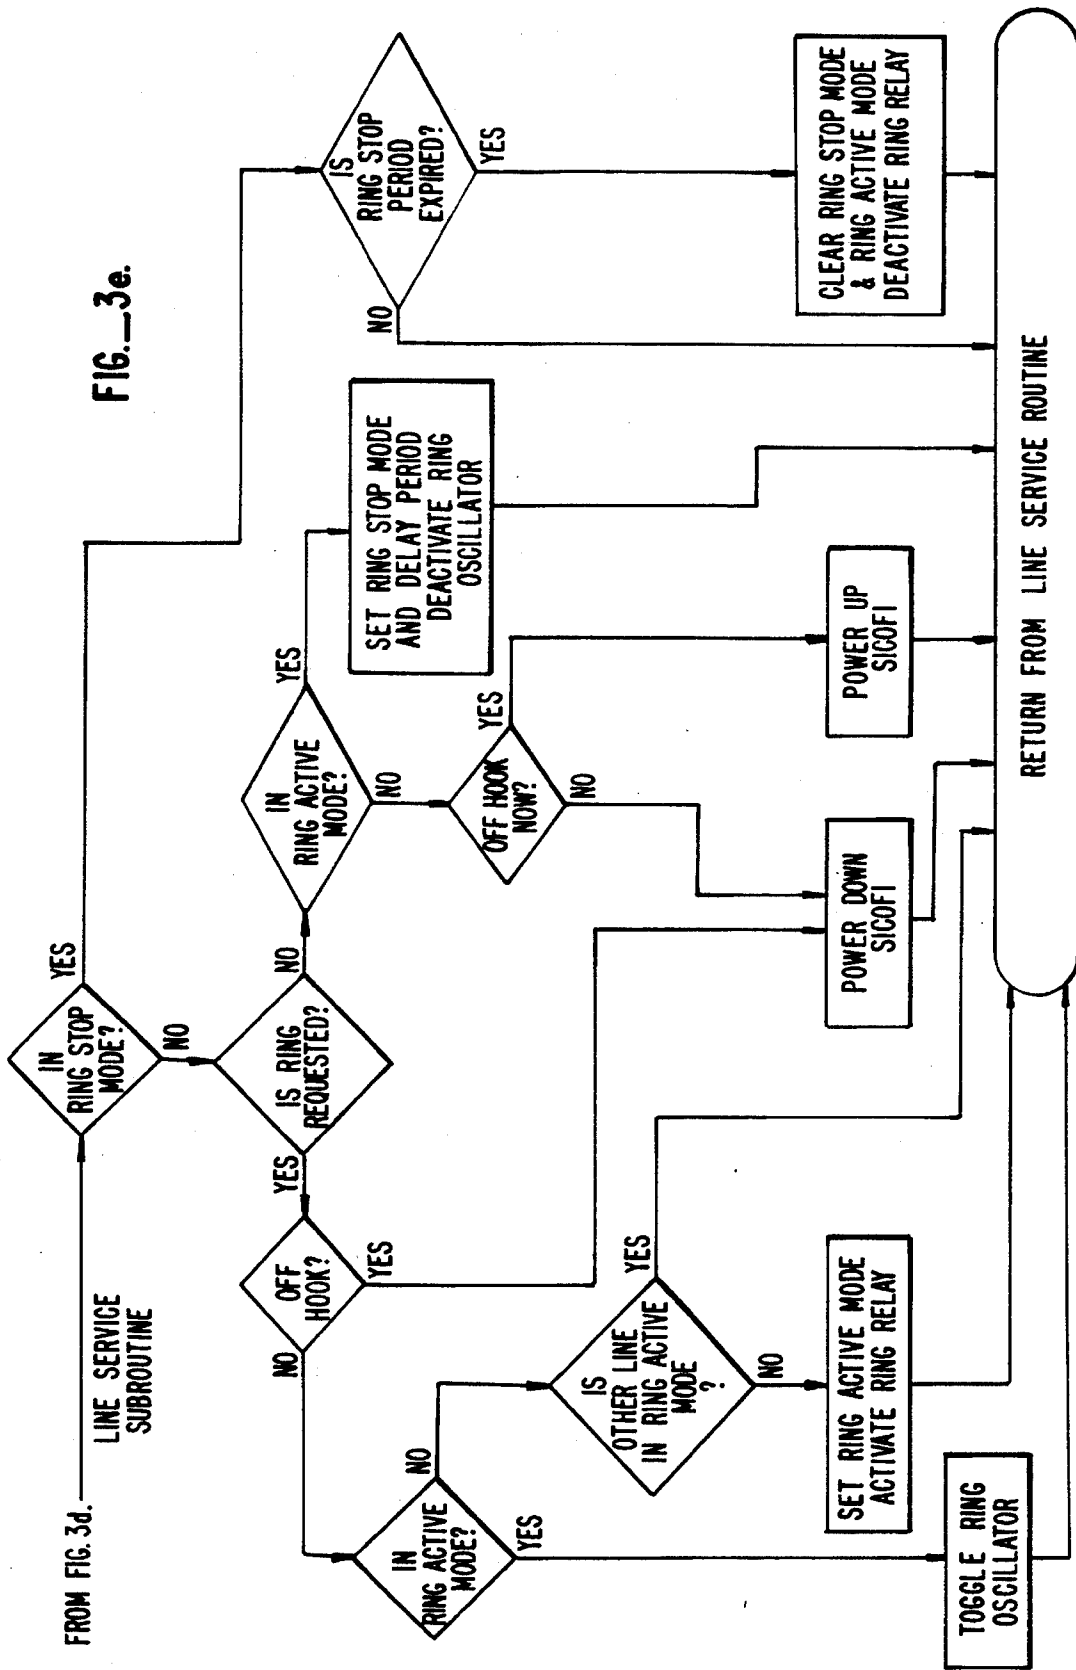 FIG._3e.
FROM FIG. 3d.
LINE SERVICE
SUBROUTINE
IN
RING STOP
MODE?
YES
NO
IS
RING STOP
PERIOD
EXPIRED?
YES
NO
IS RING
REQUESTED?
YES
NO
IN
RING ACTIVE
MODE?
YES
NO
SET RING STOP MODE
AND DELAY PERIOD
DEACTIVATE RING
OSCILLATOR
CLEAR RING STOP MODE
& RING ACTIVE MODE
DEACTIVATE RING RELAY
OFF
HOOK?
NO
YES
OFF HOOK
NOW?
YES
NO
IN
RING ACTIVE
MODE?
NO
YES
IS
OTHER LINE
IN RING ACTIVE
MODE
?
YES
NO
TOGGLE RING
OSCILLATOR
SET RING ACTIVE MODE
ACTIVATE RING RELAY
POWER DOWN
SICOFI
POWER UP
SICOFI
RETURN FROM LINE SERVICE ROUTINE